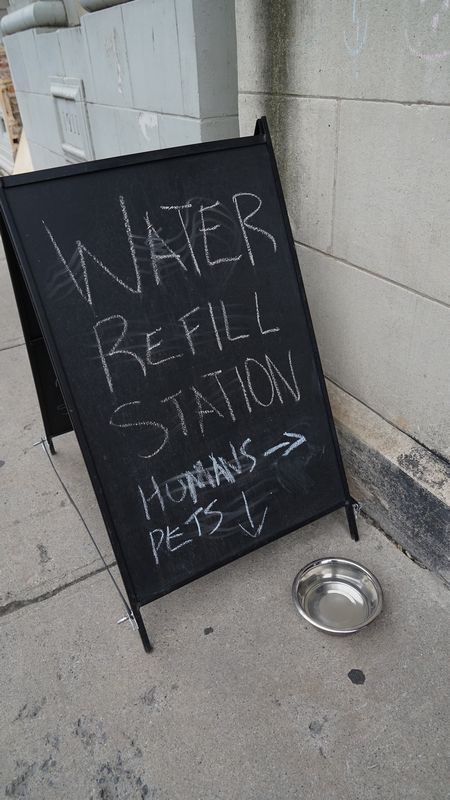 WATER
REFILL
STATION
HUMANS →
PETS ↓